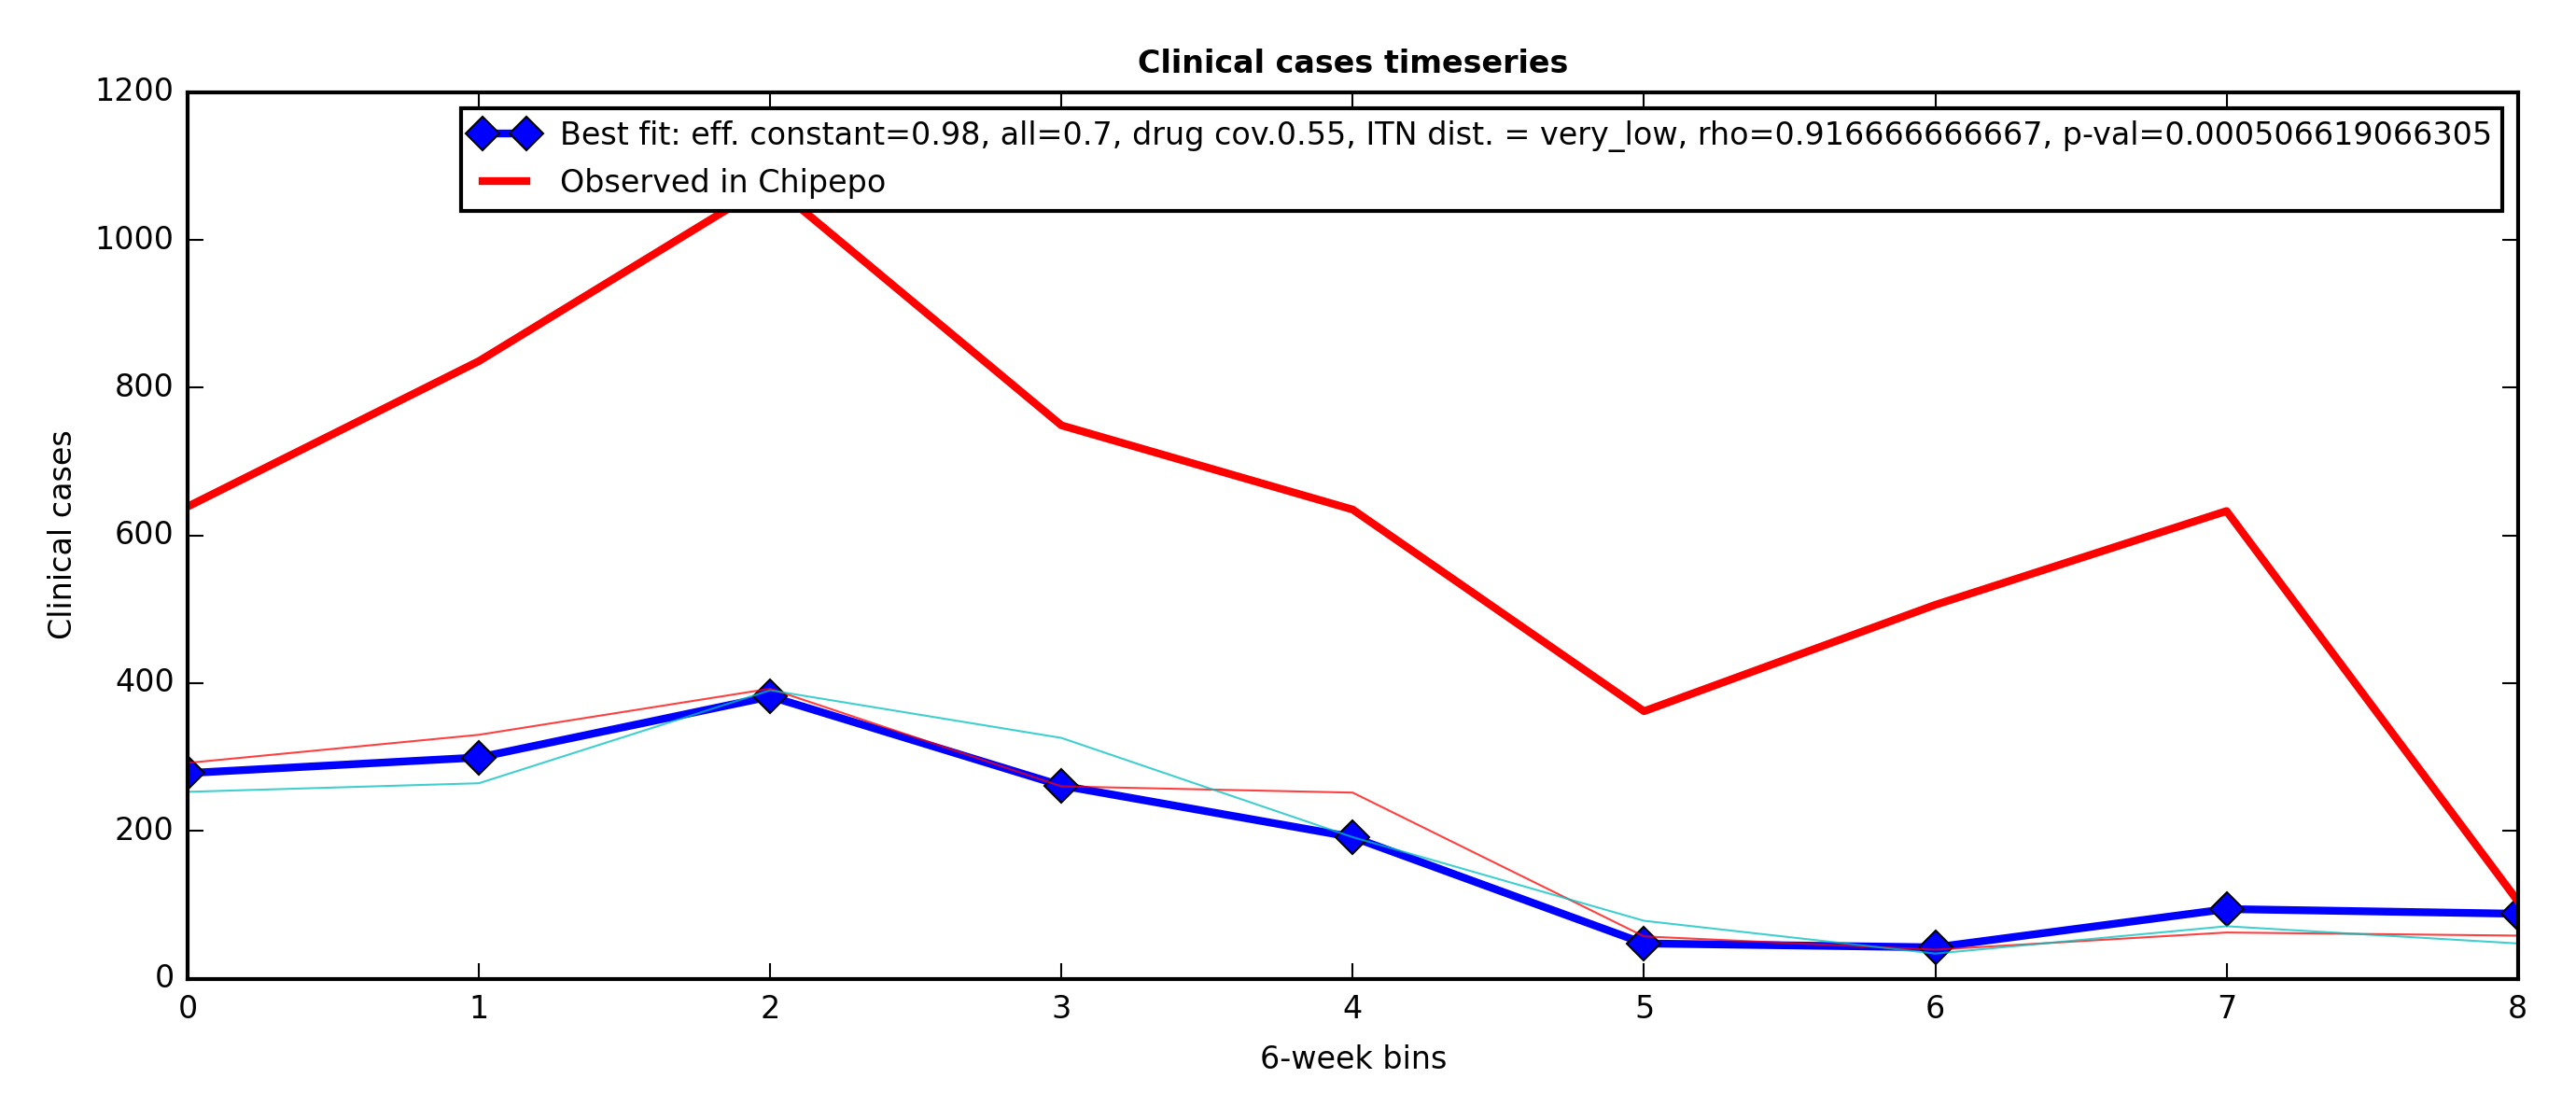 Clinical cases timeseries
1200
1000
800
600
400
200
0
Clinical cases
Best fit: eff. constant=0.98, all=0.7, drug cov.0.55, ITN dist. = very_low, rho=0.916666666667, p-val=0.000506619066305
Observed in Chipepo
0 1 2 3 4 5 6 7 8
6-week bins